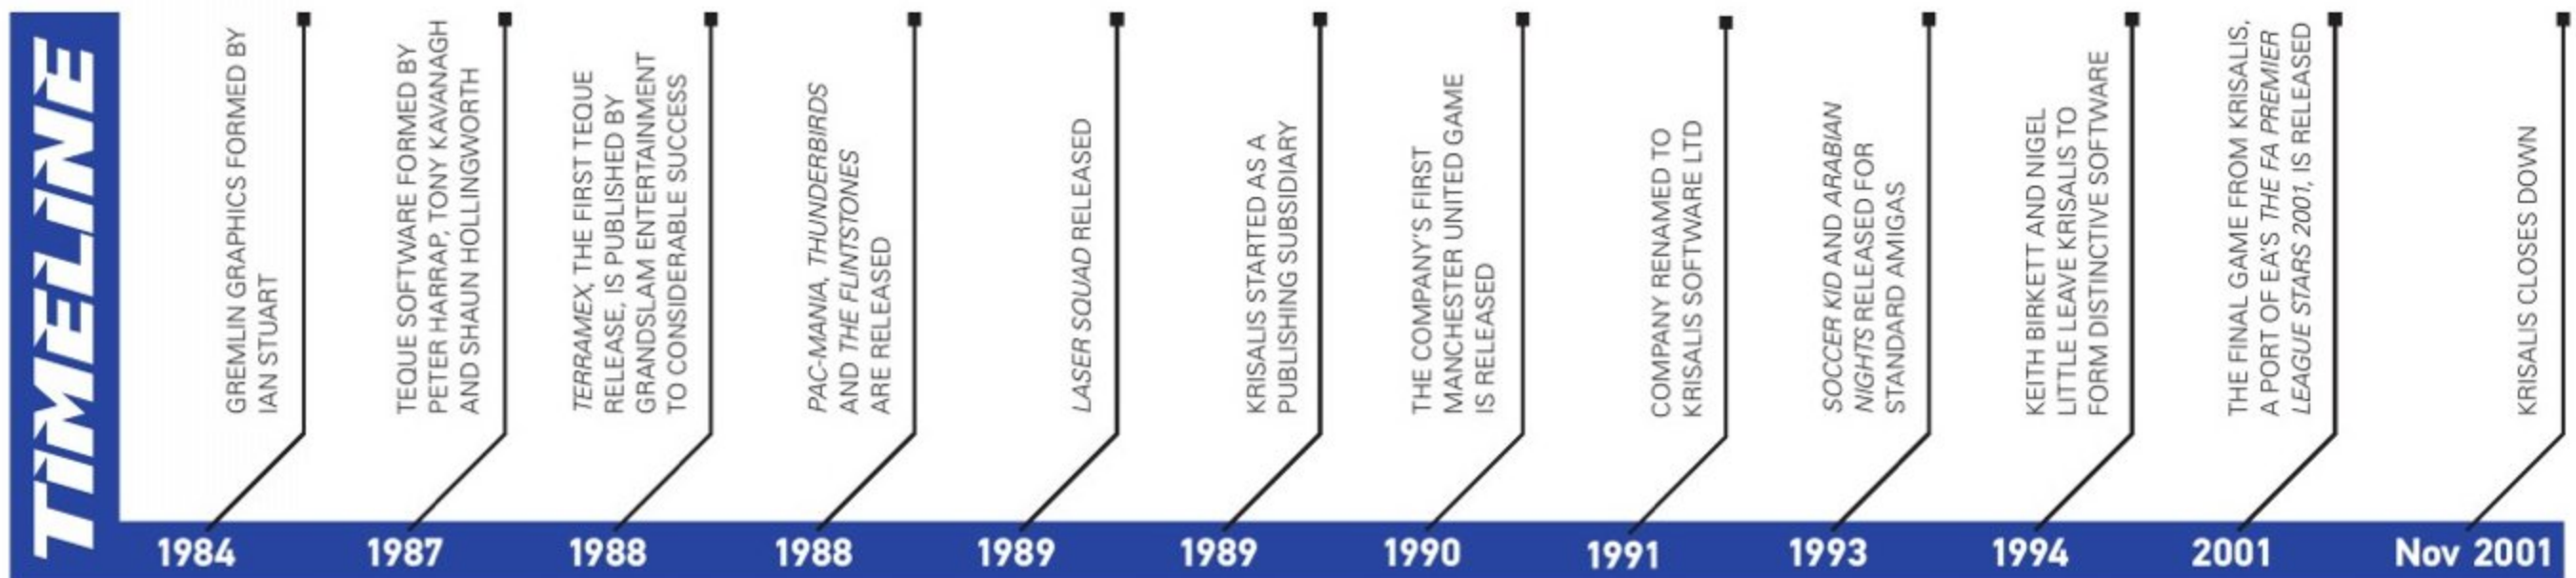 TiMELiNE
GREMLIN GRAPHICS FORMED BY
IAN STUART
1984
TEQUE SOFTWARE FORMED BY
PETER HARRAP, TONY KAVANAGH
AND SHAUN HOLLINGWORTH
1987
TERRAMEX, THE FIRST TEQUE
RELEASE, IS PUBLISHED BY
GRANDSLAM ENTERTAINMENT
TO CONSIDERABLE SUCCESS
1988
PAC-MANIA, THUNDERBIRDS
AND THE FLINTSTONES
ARE RELEASED
1988
LASER SQUAD RELEASED
1989
KRISALIS STARTED AS A
PUBLISHING SUBSIDIARY
1989
THE COMPANY'S FIRST
MANCHESTER UNITED GAME
IS RELEASED
1990
COMPANY RENAMED TO
KRISALIS SOFTWARE LTD
1991
SOCCER KID AND ARABIAN
NIGHTS RELEASED FOR
STANDARD AMIGAS
1993
KEITH BIRKETT AND NIGEL
LITTLE LEAVE KRISALIS TO
FORM DISTINCTIVE SOFTWARE
1994
THE FINAL GAME FROM KRISALIS,
A PORT OF EA'S THE FA PREMIER
LEAGUE STARS 2001, IS RELEASED
2001
KRISALIS CLOSES DOWN
Nov 2001